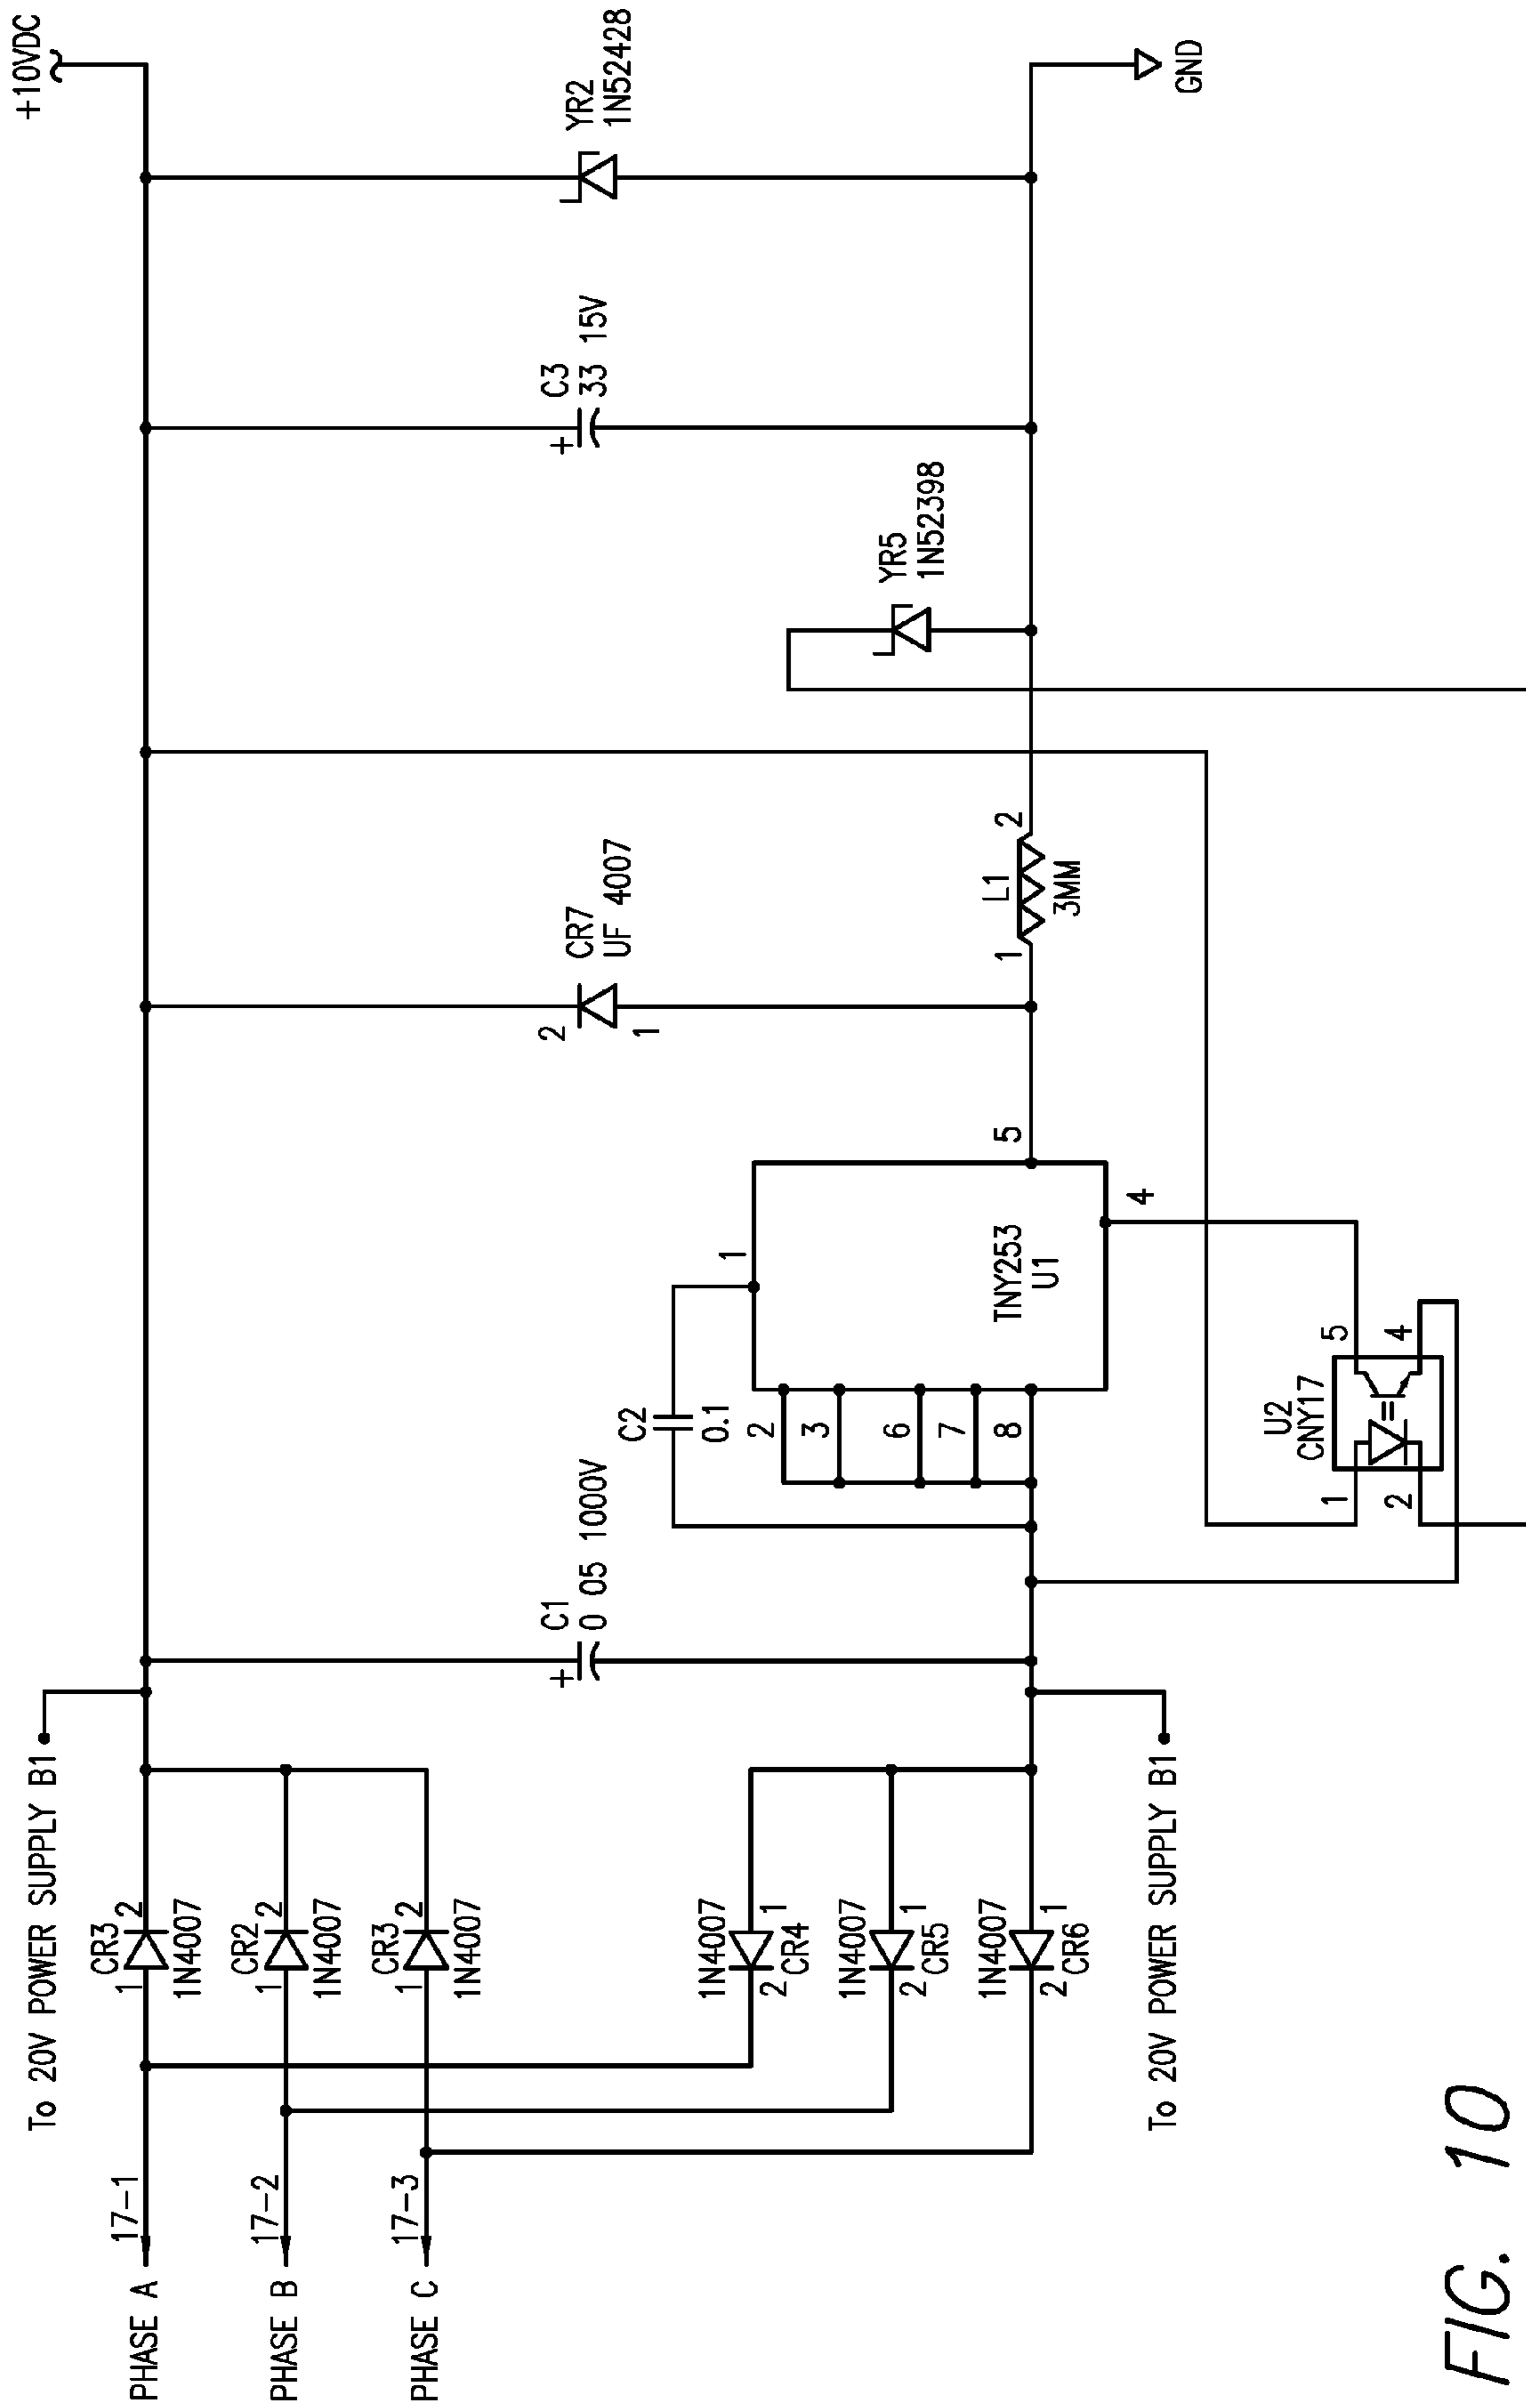 +10VDC
YR2
1N52428
GND
C3
+
33 15V
YR5
1N52398
CR7
UF 4007
2
1
L1
1
2
3MM
5
1
4
TNY253
U1
C2
0.1
2
3
6
7
8
U2
CNY17
5
4
1
2
C1
+
0 05 1000V
To 20V POWER SUPPLY B1
CR3
1
2
1N4007
CR2
1
2
1N4007
CR3
1
2
1N4007
1N4007
2
1
CR4
1N4007
2
1
CR5
1N4007
2
1
CR6
To 20V POWER SUPPLY B1
PHASE A
17-1
PHASE B
17-2
PHASE C
17-3
FIG. 10